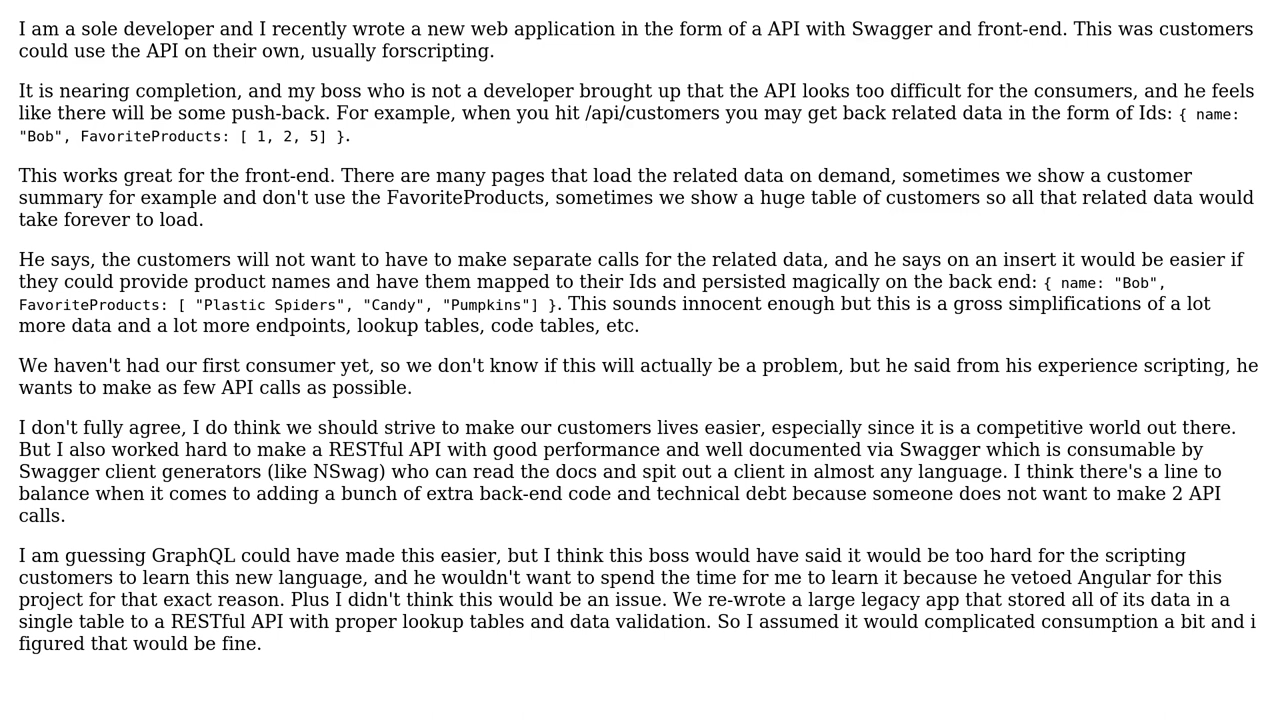 I am a sole developer and I recently wrote a new web application in the form of a API with Swagger and front-end. This was customers
could use the API on their own, usually forscripting.
It is nearing completion, and my boss who is not a developer brought up that the API looks too difficult for the consumers, and he feels
like there will be some push-back. For example, when you hit /api/customers you may get back related data in the form of Ids: { name:
"Bob", FavoriteProducts: [ 1, 2, 5] }.
This works great for the front-end. There are many pages that load the related data on demand, sometimes we show a customer
summary for example and don't use the FavoriteProducts, sometimes we show a huge table of customers so all that related data would
take forever to load.
He says, the customers will not want to have to make separate calls for the related data, and he says on an insert it would be easier if
they could provide product names and have them mapped to their Ids and persisted magically on the back end: { name: "Bob",
FavoriteProducts: [ "Plastic Spiders", "Candy", "Pumpkins"] }. This sounds innocent enough but this is a gross simplifications of a lot
more data and a lot more endpoints, lookup tables, code tables, etc.
We haven't had our first consumer yet, so we don't know if this will actually be a problem, but he said from his experience scripting, he
wants to make as few API calls as possible.
I don't fully agree, I do think we should strive to make our customers lives easier, especially since it is a competitive world out there.
But I also worked hard to make a RESTful API with good performance and well documented via Swagger which is consumable by
Swagger client generators (like NSwag) who can read the docs and spit out a client in almost any language. I think there's a line to
balance when it comes to adding a bunch of extra back-end code and technical debt because someone does not want to make 2 API
calls.
I am guessing GraphQL could have made this easier, but I think this boss would have said it would be too hard for the scripting
customers to learn this new language, and he wouldn't want to spend the time for me to learn it because he vetoed Angular for this
project for that exact reason. Plus I didn't think this would be an issue. We re-wrote a large legacy app that stored all of its data in a
single table to a RESTful API with proper lookup tables and data validation. So I assumed it would complicated consumption a bit and i
figured that would be fine.